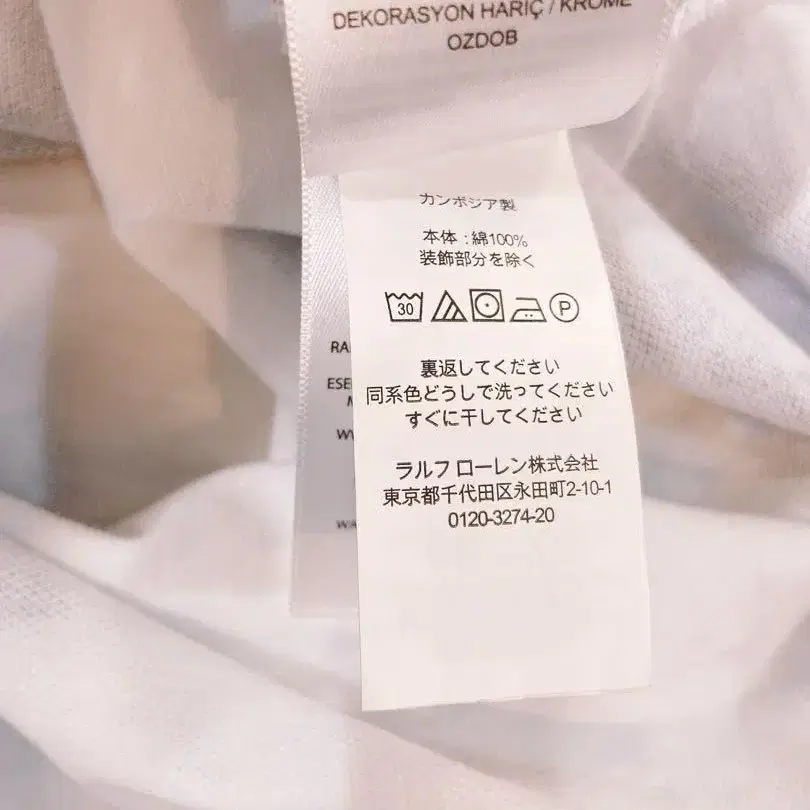 DEKORASYON HARIÇ / KROME
OZDOB
カンボジア製
本体：綿100%
装飾部分を除く
30
P
裏返してください
同系色どうしで洗ってください
すぐに干してください
ラルフ ローレン株式会社
東京都千代田区永田町2-10-1
0120-3274-20